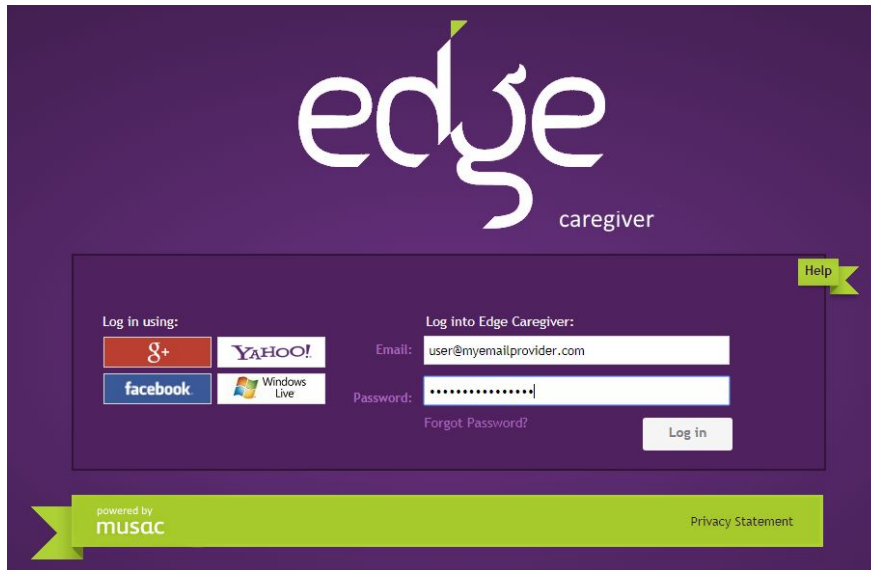 edge
caregiver
Help
Log in using:
g+
YAHOO!
facebook
Windows Live
Log into Edge Caregiver:
Email: user@myemailprovider.com
Password: ••••••••••••••••
Forgot Password?
Log in
powered by
musac
Privacy Statement